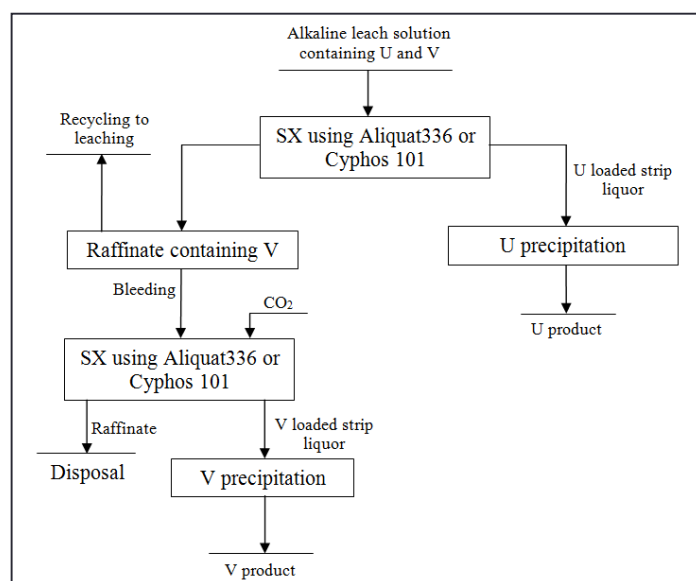 Alkaline leach solution
containing U and V
Recycling to
leaching
SX using Aliquat336 or
Cyphos 101
U loaded strip
liquor
Raffinate containing V
U precipitation
Bleeding
CO₂
U product
SX using Aliquat336 or
Cyphos 101
Raffinate
V loaded strip
liquor
Disposal
V precipitation
V product